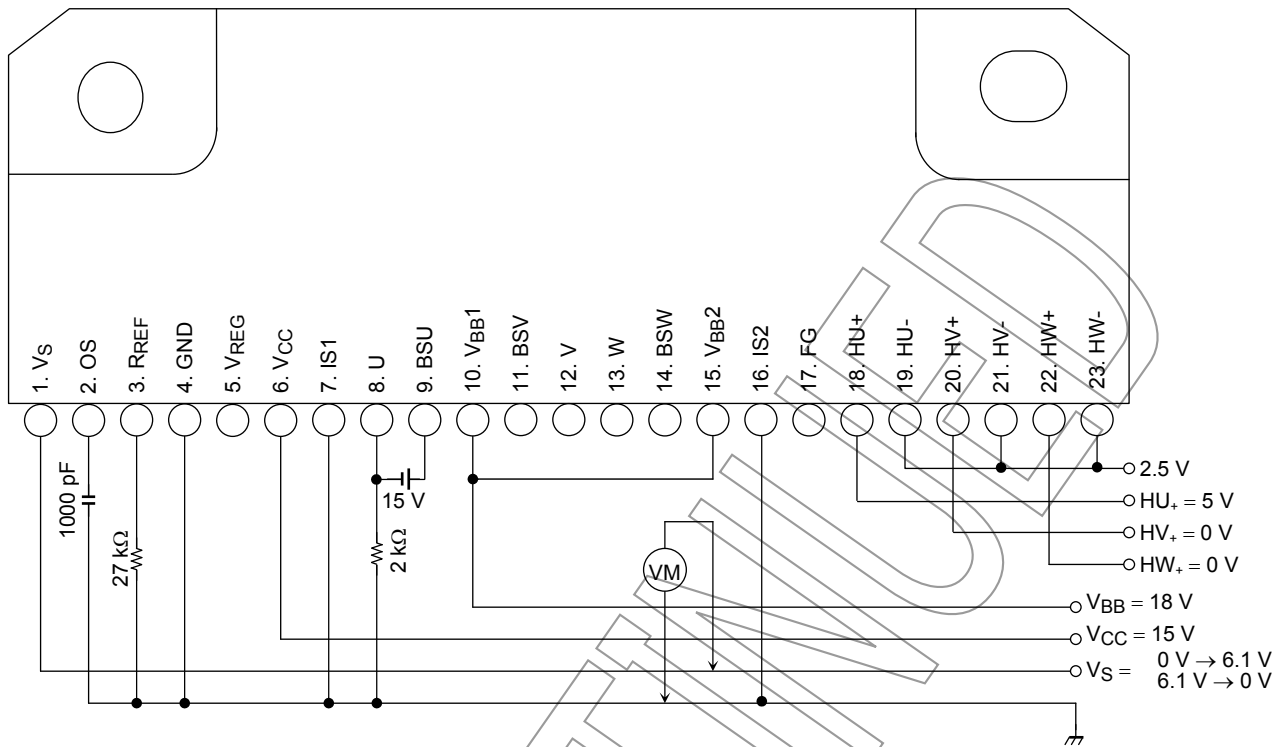 1. VS
2. OS
3. RREF
4. GND
5. VREG
6. VCC
7. IS1
8. U
9. BSU
10. VBB1
11. BSV
12. V
13. W
14. BSW
15. VBB2
16. IS2
17. FG
18. HU+
19. HU-
20. HV+
21. HV-
22. HW+
23. HW-
1000 pF
27 kΩ
15 V
2 kΩ
VM
2.5 V
HU+ = 5 V
HV+ = 0 V
HW+ = 0 V
VBB = 18 V
VCC = 15 V
VS = 0 V → 6.1 V
6.1 V → 0 V